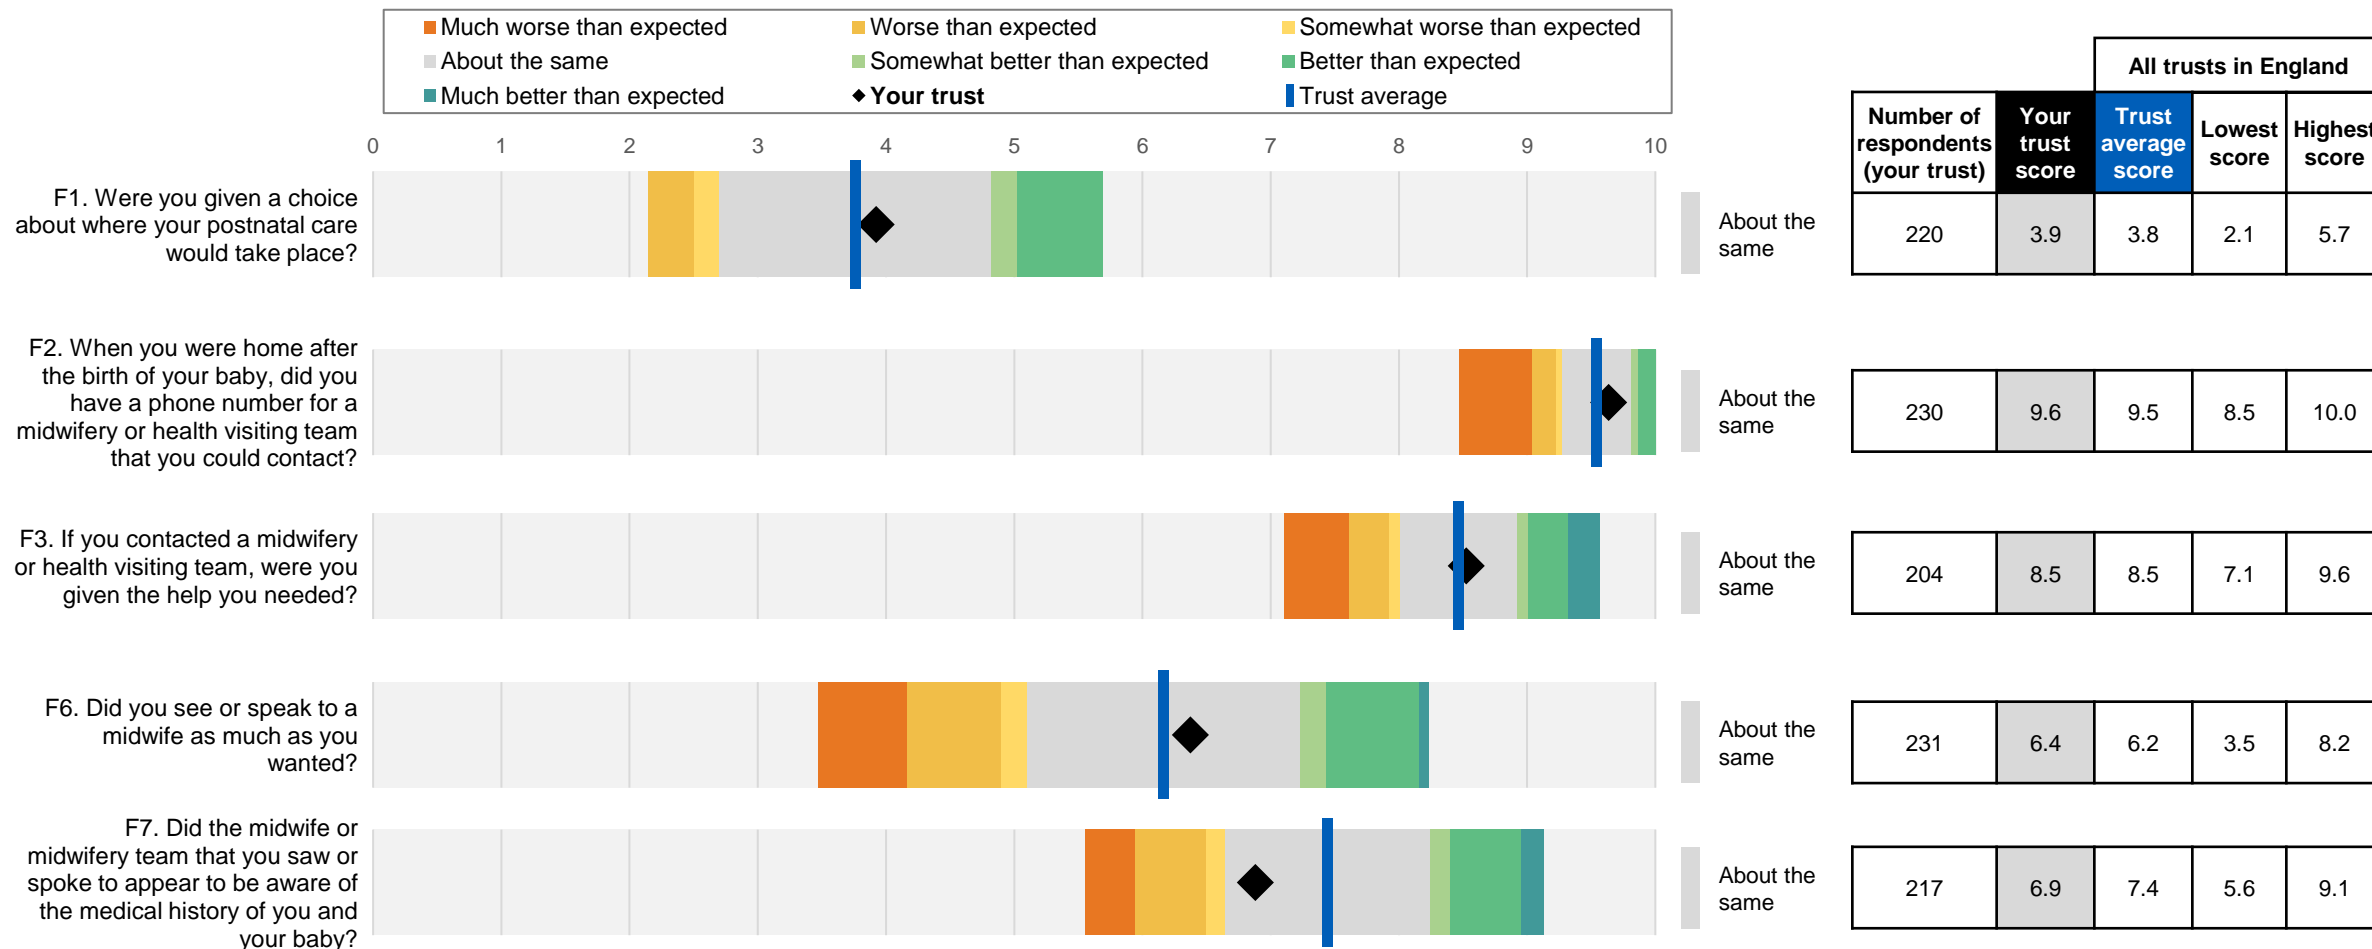 Much worse than expected
Worse than expected
Somewhat worse than expected
About the same
Somewhat better than expected
Better than expected
Much better than expected
Your trust
Trust average
All trusts in England
Number of
respondents
(your trust)
Your
trust
score
Trust
average
score
Lowest
score
Highest
score
0 1 2 3 4 5 6 7 8 9 10
F1. Were you given a choice
about where your postnatal care
would take place?
About the
same
220 3.9 3.8 2.1 5.7
F2. When you were home after
the birth of your baby, did you
have a phone number for a
midwifery or health visiting team
that you could contact?
About the
same
230 9.6 9.5 8.5 10.0
F3. If you contacted a midwifery
or health visiting team, were you
given the help you needed?
About the
same
204 8.5 8.5 7.1 9.6
F6. Did you see or speak to a
midwife as much as you
wanted?
About the
same
231 6.4 6.2 3.5 8.2
F7. Did the midwife or
midwifery team that you saw or
spoke to appear to be aware of
the medical history of you and
your baby?
About the
same
217 6.9 7.4 5.6 9.1